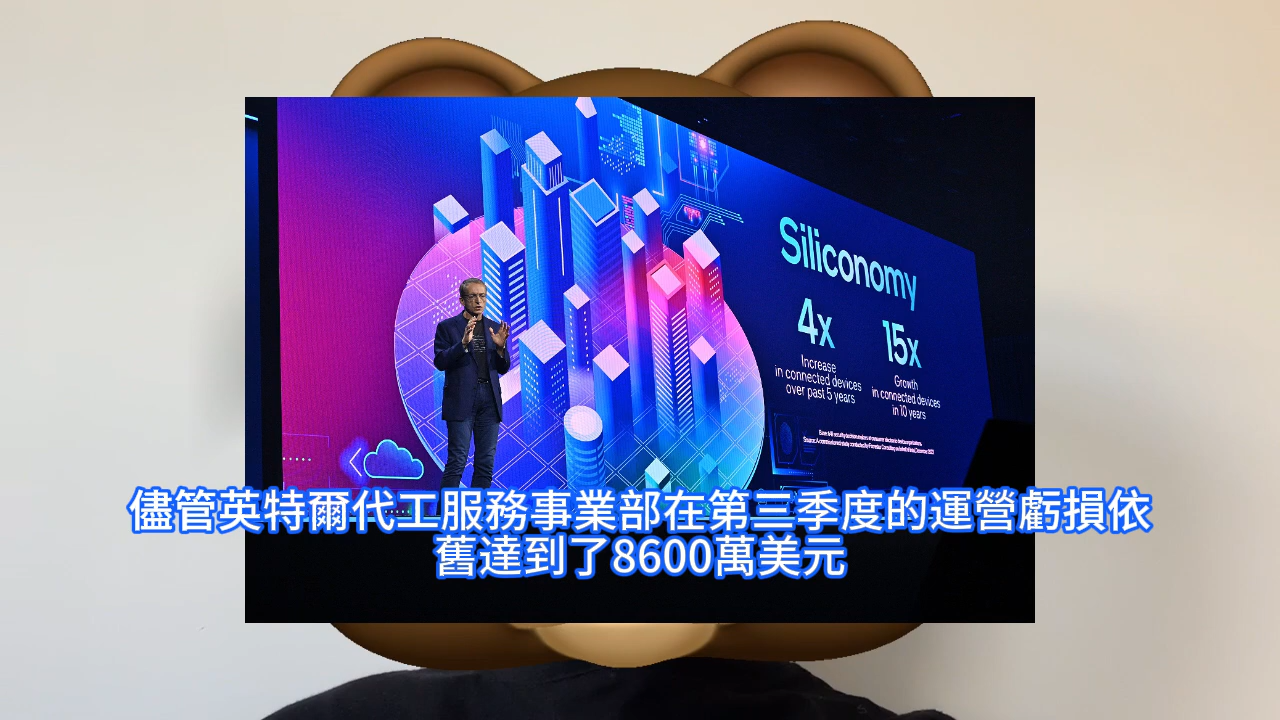 Siliconomy
4x
15x
Increase
in connected devices
over past 5 years
Growth
in connected devices
in 10 years
儘管英特爾代工服務事業部在第三季度的運營虧損依
舊達到了8600萬美元